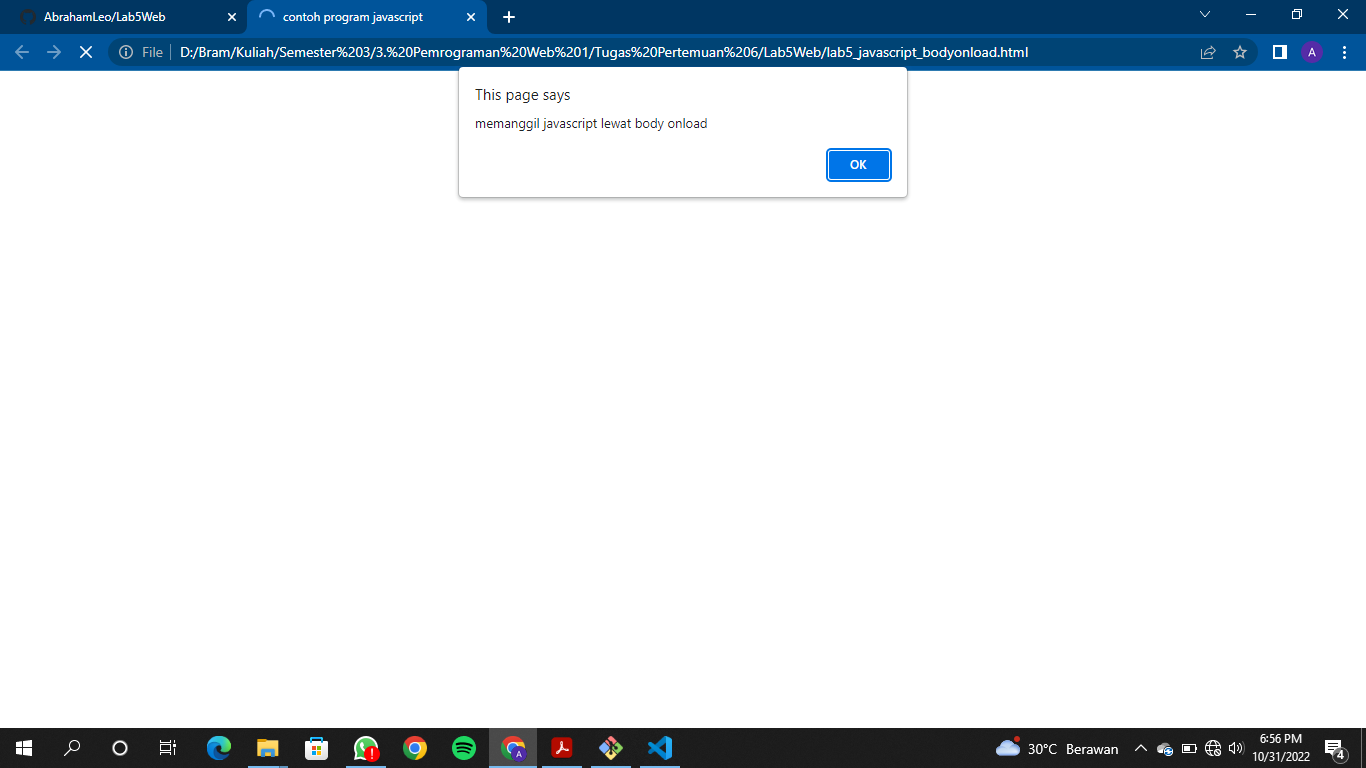 AbrahamLeo/Lab5Web
contoh program javascript
File
D:/Bram/Kuliah/Semester%203/3.%20Pemrograman%20Web%201/Tugas%20Pertemuan%206/Lab5Web/lab5_javascript_bodyonload.html
A
This page says
memanggil javascript lewat body onload
OK
A
30°C Berawan
6:56 PM
10/31/2022
4